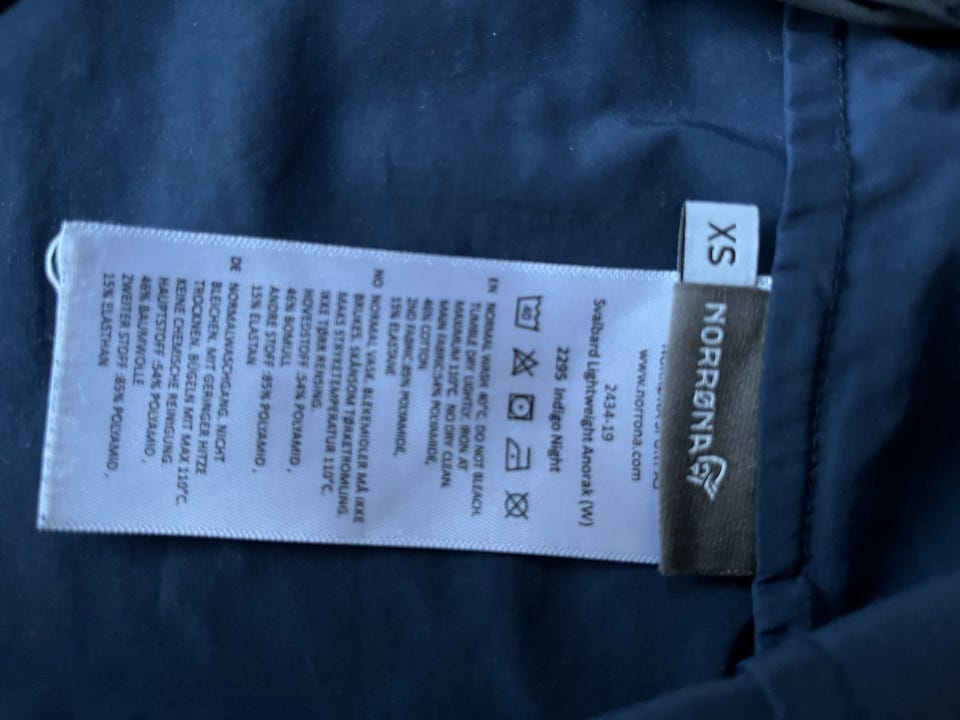 XS
NORRØNA
www.norrona.com
2434-19
Svalbard Lightweight Anorak (W)
2295 Indigo Night
40
EN NORMAL WASH 40°C. DO NOT BLEACH.
TUMBLE DRY LIGHTLY. IRON AT
MAXIMUM 110°C. NO DRY CLEAN.
MAIN FABRIC:54% POLYAMIDE,
46% COTTON
2ND FABRIC:85% POLYAMIDE,
15% ELASTANE
NO NORMAL VASK. BLEKEMIDLER MÅ IKKE
BRUKES. SKÅNSOM TØRKETROMLING.
MAKS STRYKETEMPERATUR 110°C.
IKKE TØRR RENSING.
HOVEDSTOFF :54% POLYAMID ,
46% BOMULL
ANDRE STOFF :85% POLYAMID ,
15% ELASTAN
DE NORMALWASCHGANG. NICHT
BLEICHEN. MIT GERINGER HITZE
TROCKNEN. BÜGELN MIT MAX 110°C.
KEINE CHEMISCHE REINIGUNG.
HAUPTSTOFF :54% POLYAMID ,
46% BAUMWOLLE
ZWEITER STOFF :85% POLYAMID ,
15% ELASTHAN